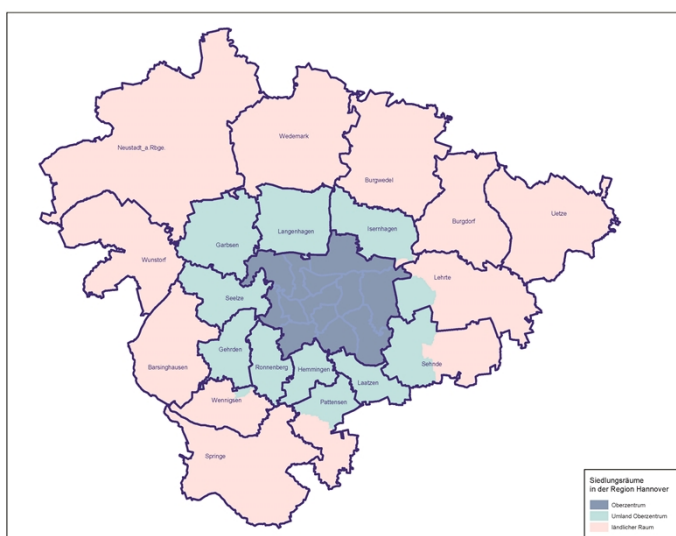 Wedemark
Neustadt_a.Rbge.
Burgwedel
Uetze
Burgdorf
Isernhagen
Langenhagen
Garbsen
Wunstorf
Lehrte
Seelze
Gehrden
Sehnde
Barsinghausen
Ronnenberg
Hemmingen
Laatzen
Wennigsen
Pattensen
Springe
Siedlungsräume
in der Region Hannover
Oberzentrum
Umland Oberzentrum
ländlicher Raum